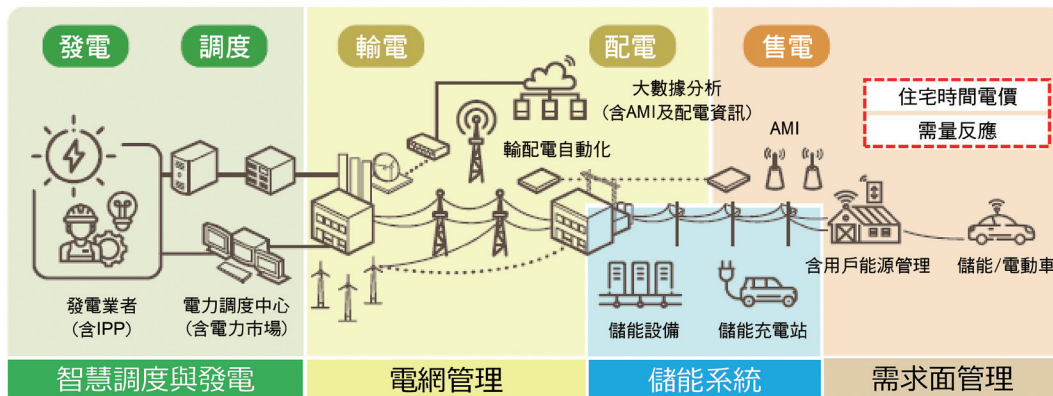 發電
調度
輸電
配電
售電
大數據分析
(含AMI及配電資訊)
住宅時間電價
需量反應
AMI
輸配電自動化
發電業者
(含IPP)
電力調度中心
(含電力市場)
儲能設備
儲能充電站
含用戶能源管理
儲能/電動車
智慧調度與發電
電網管理
儲能系統
需求面管理